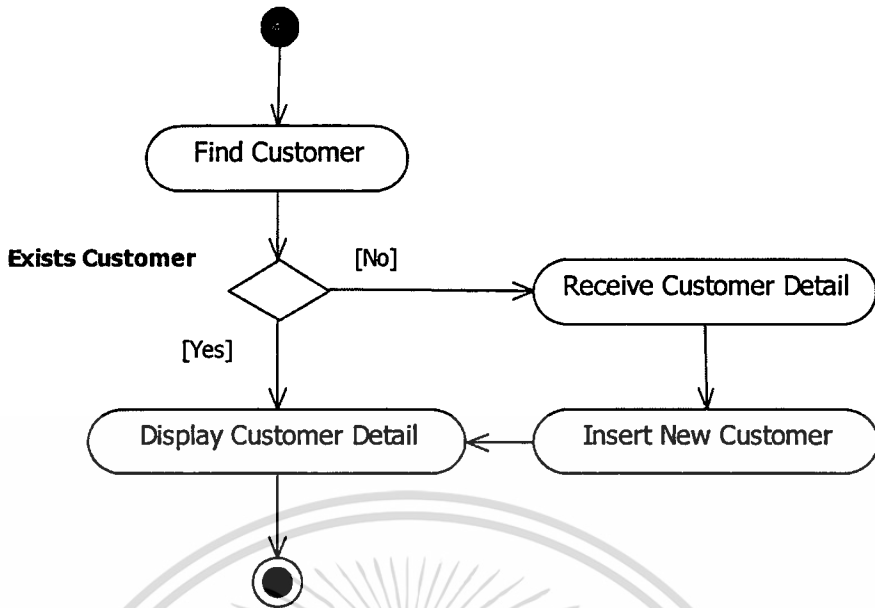 Find Customer
Exists Customer
[No]
Receive Customer Detail
[Yes]
Display Customer Detail
Insert New Customer